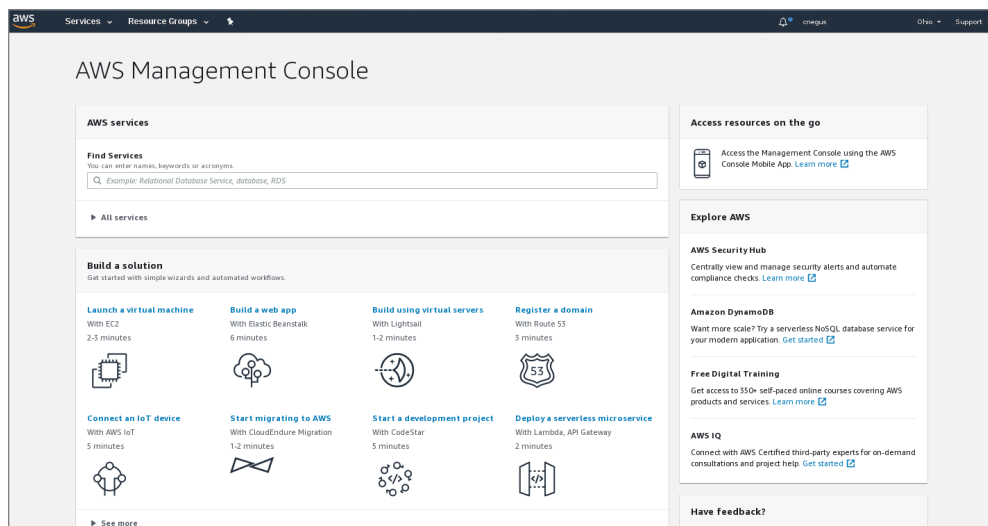 aws
Services
Resource Groups
cnegus
Ohio
Support
AWS Management Console
AWS services
Find Services
You can enter names, keywords or acronyms.
Example: Relational Database Service, database, RDS
All services
Build a solution
Get started with simple wizards and automated workflows.
Launch a virtual machine
With EC2
2-3 minutes
Build a web app
With Elastic Beanstalk
6 minutes
Build using virtual servers
With Lightsail
1-2 minutes
Register a domain
With Route 53
3 minutes
53
Connect an IoT device
With AWS IoT
5 minutes
Start migrating to AWS
With CloudEndure Migration
1-2 minutes
Start a development project
With CodeStar
5 minutes
</>
Deploy a serverless microservice
With Lambda, API Gateway
2 minutes
</>
See more
Access resources on the go
Access the Management Console using the AWS
Console Mobile App. Learn more
Explore AWS
AWS Security Hub
Centrally view and manage security alerts and automate
compliance checks. Learn more
Amazon DynamoDB
Want more scale? Try a serverless NoSQL database service for
your modern application. Get started
Free Digital Training
Get access to 350+ self-paced online courses covering AWS
products and services. Learn more
AWS IQ
Connect with AWS Certified third-party experts for on-demand
consultations and project help. Get started
Have feedback?